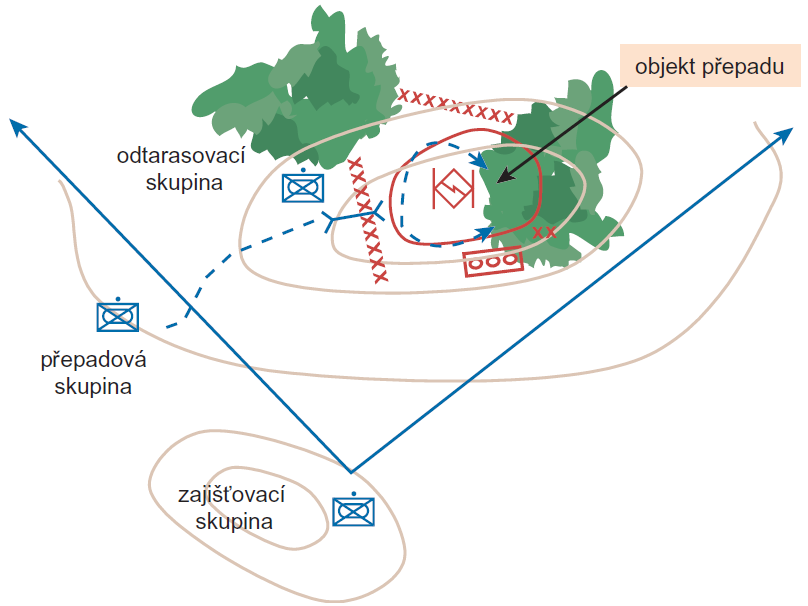 objekt přepadu
odtarasovací
skupina
přepadová
skupina
zajišťovací
skupina